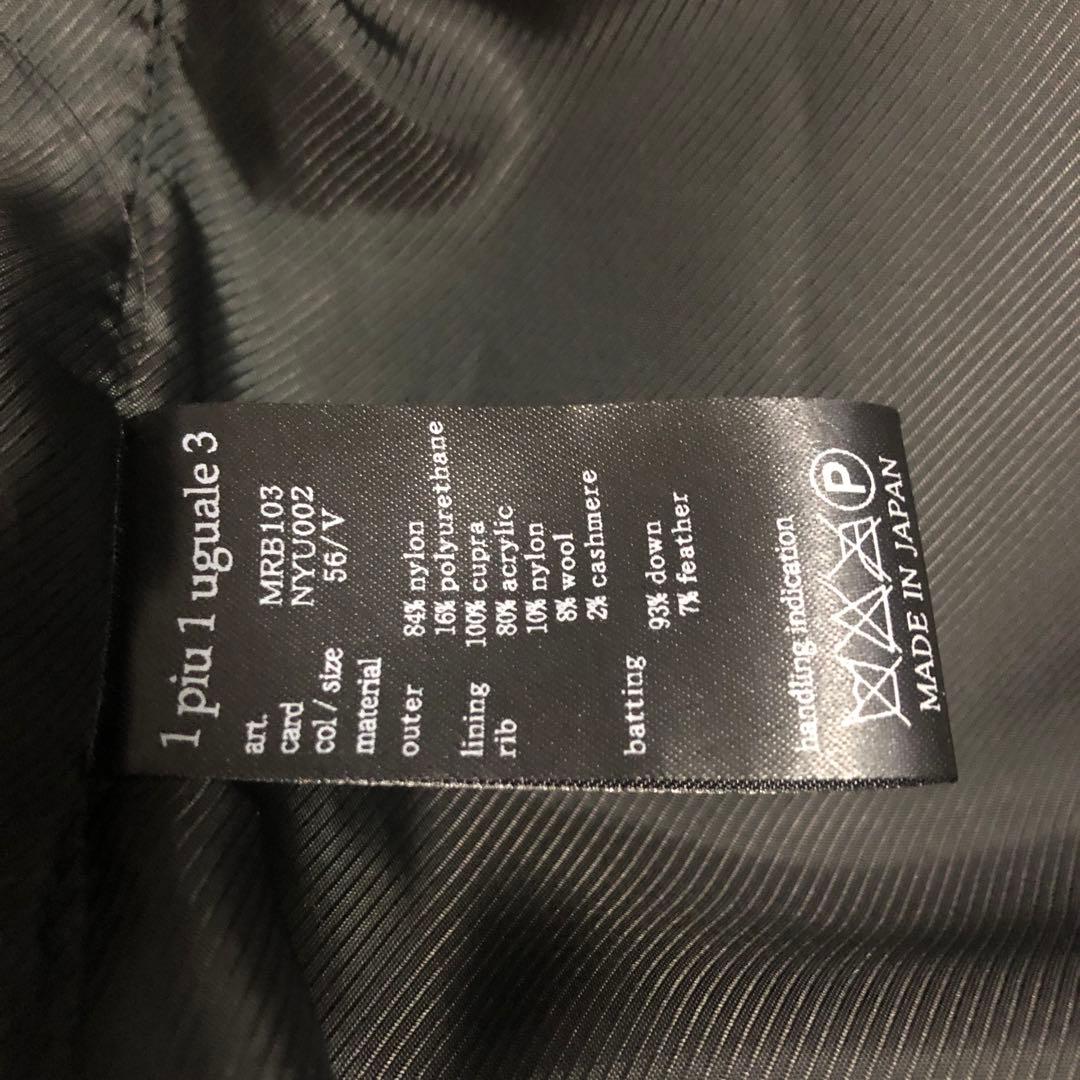 1 piu 1 uguale 3
art. MRB103
card NYU002
col / size 56/V
material
outer 84% nylon
16% polyurethane
lining 100% cupra
rib 80% acrylic
10% nylon
8% wool
2% cashmere
batting
93% down
7% feather
handling indication
P
MADE IN JAPAN